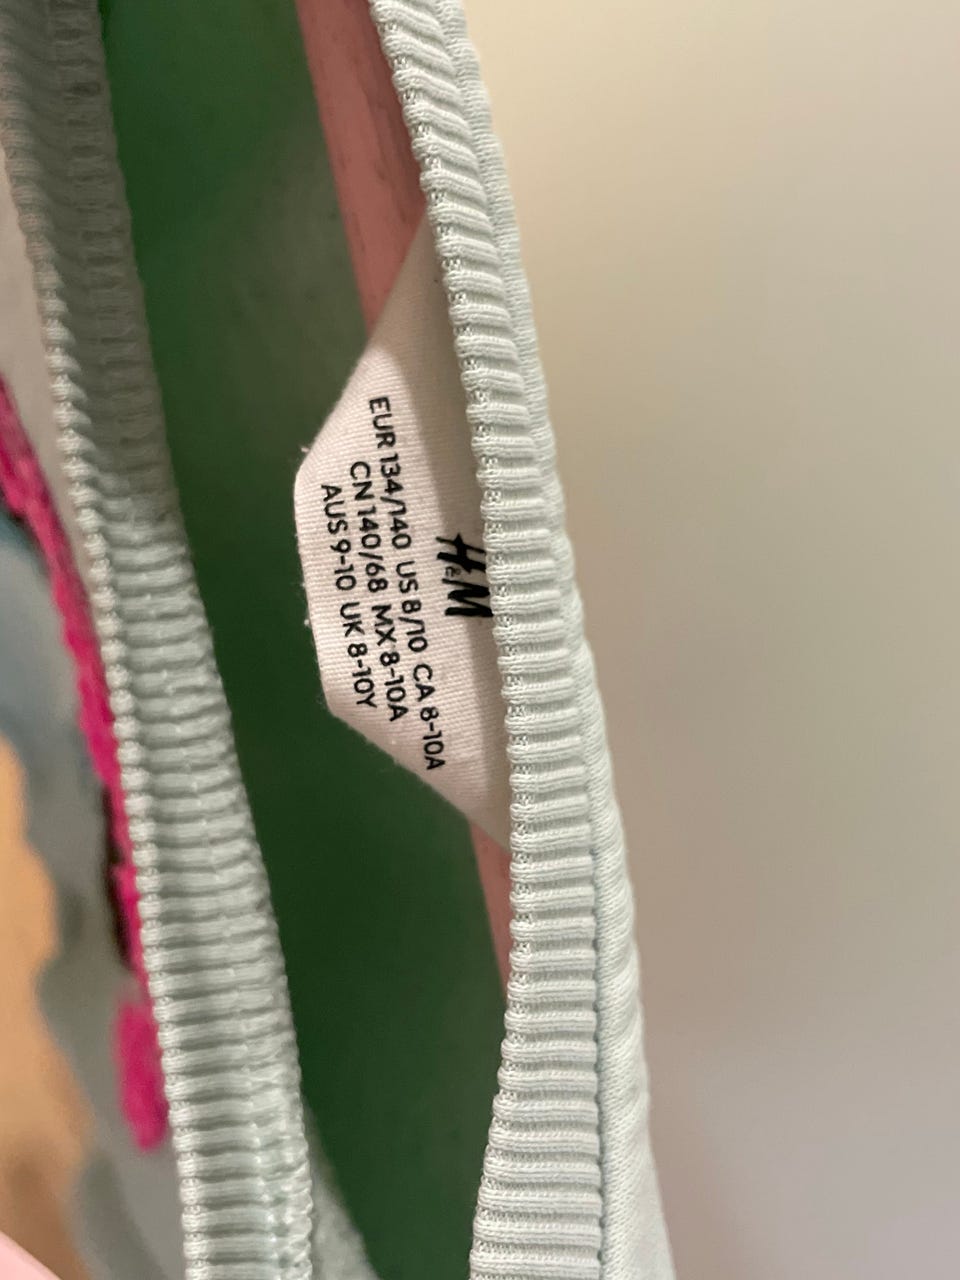 H&M
EUR 134/140 US 8/10 CA 8-10A
CN 140/68 MX 8-10A
AUS 9-10 UK 8-10Y